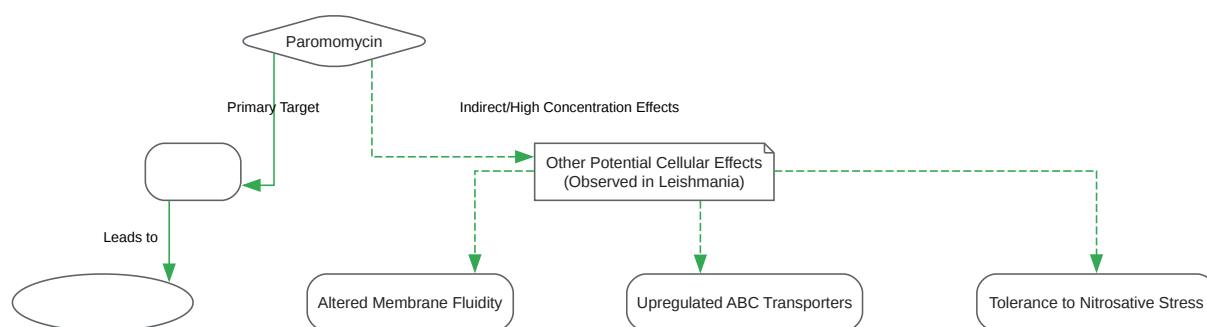 Paromomycin
Primary Target
Indirect/High Concentration Effects
Other Potential Cellular Effects
(Observed in Leishmania)
Leads to
Altered Membrane Fluidity
Upregulated ABC Transporters
Tolerance to Nitrosative Stress